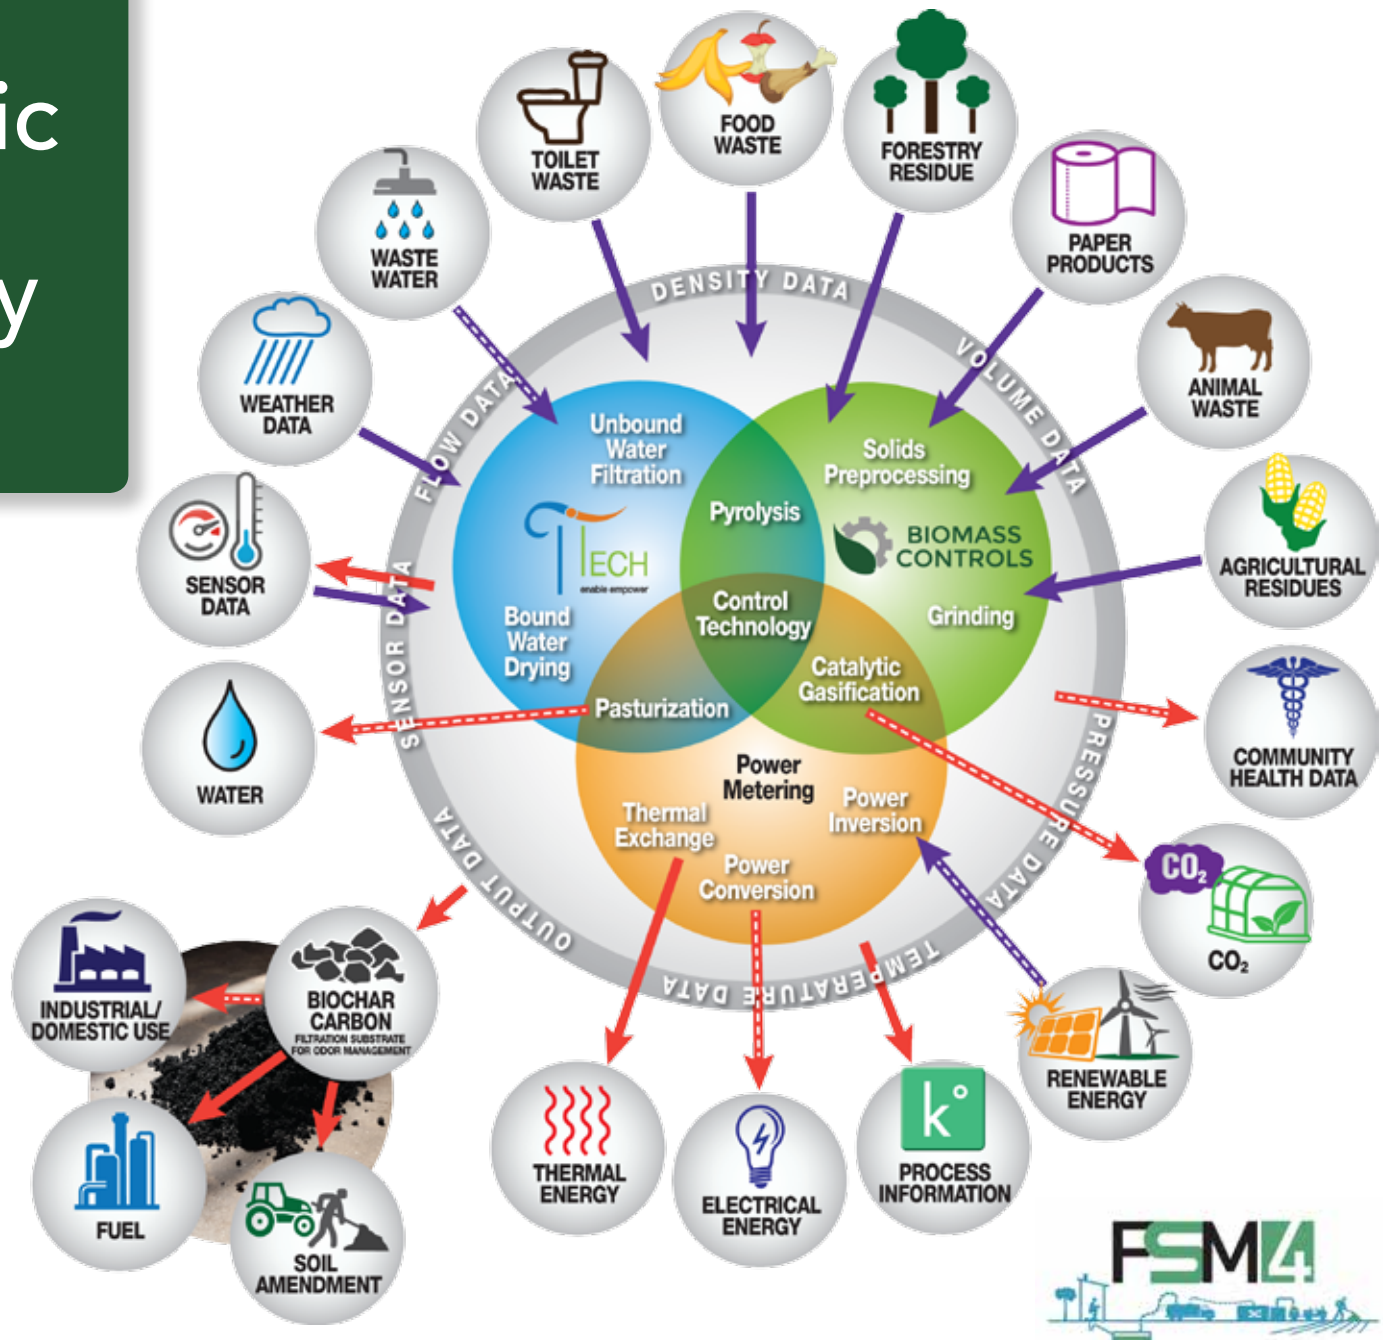 ic
y
FOOD
WASTE
TOILET
WASTE
FORESTRY
RESIDUE
WASTE
WATER
PAPER
PRODUCTS
WEATHER
DATA
ANIMAL
WASTE
SENSOR
DATA
AGRICULTURAL
RESIDUES
WATER
COMMUNITY
HEALTH DATA
DENSITY DATA
VOLUME DATA
PRESSURE DATA
TEMPERATURE DATA
OUTPUT DATA
SENSOR DATA
FLOW DATA
Unbound
Water
Filtration
TECH
enable empower
Bound
Water
Drying
Solids
Preprocessing
BIOMASS
CONTROLS
Grinding
Pyrolysis
Control
Technology
Catalytic
Gasification
Pasturization
Power
Metering
Thermal
Exchange
Power
Inversion
Power
Conversion
CO₂
CO₂
RENEWABLE
ENERGY
k°
PROCESS
INFORMATION
ELECTRICAL
ENERGY
THERMAL
ENERGY
BIOCHAR
CARBON
FILTRATION SUBSTRATE
FOR ODOR MANAGEMENT
INDUSTRIAL/
DOMESTIC USE
FUEL
SOIL
AMENDMENT
FSM4